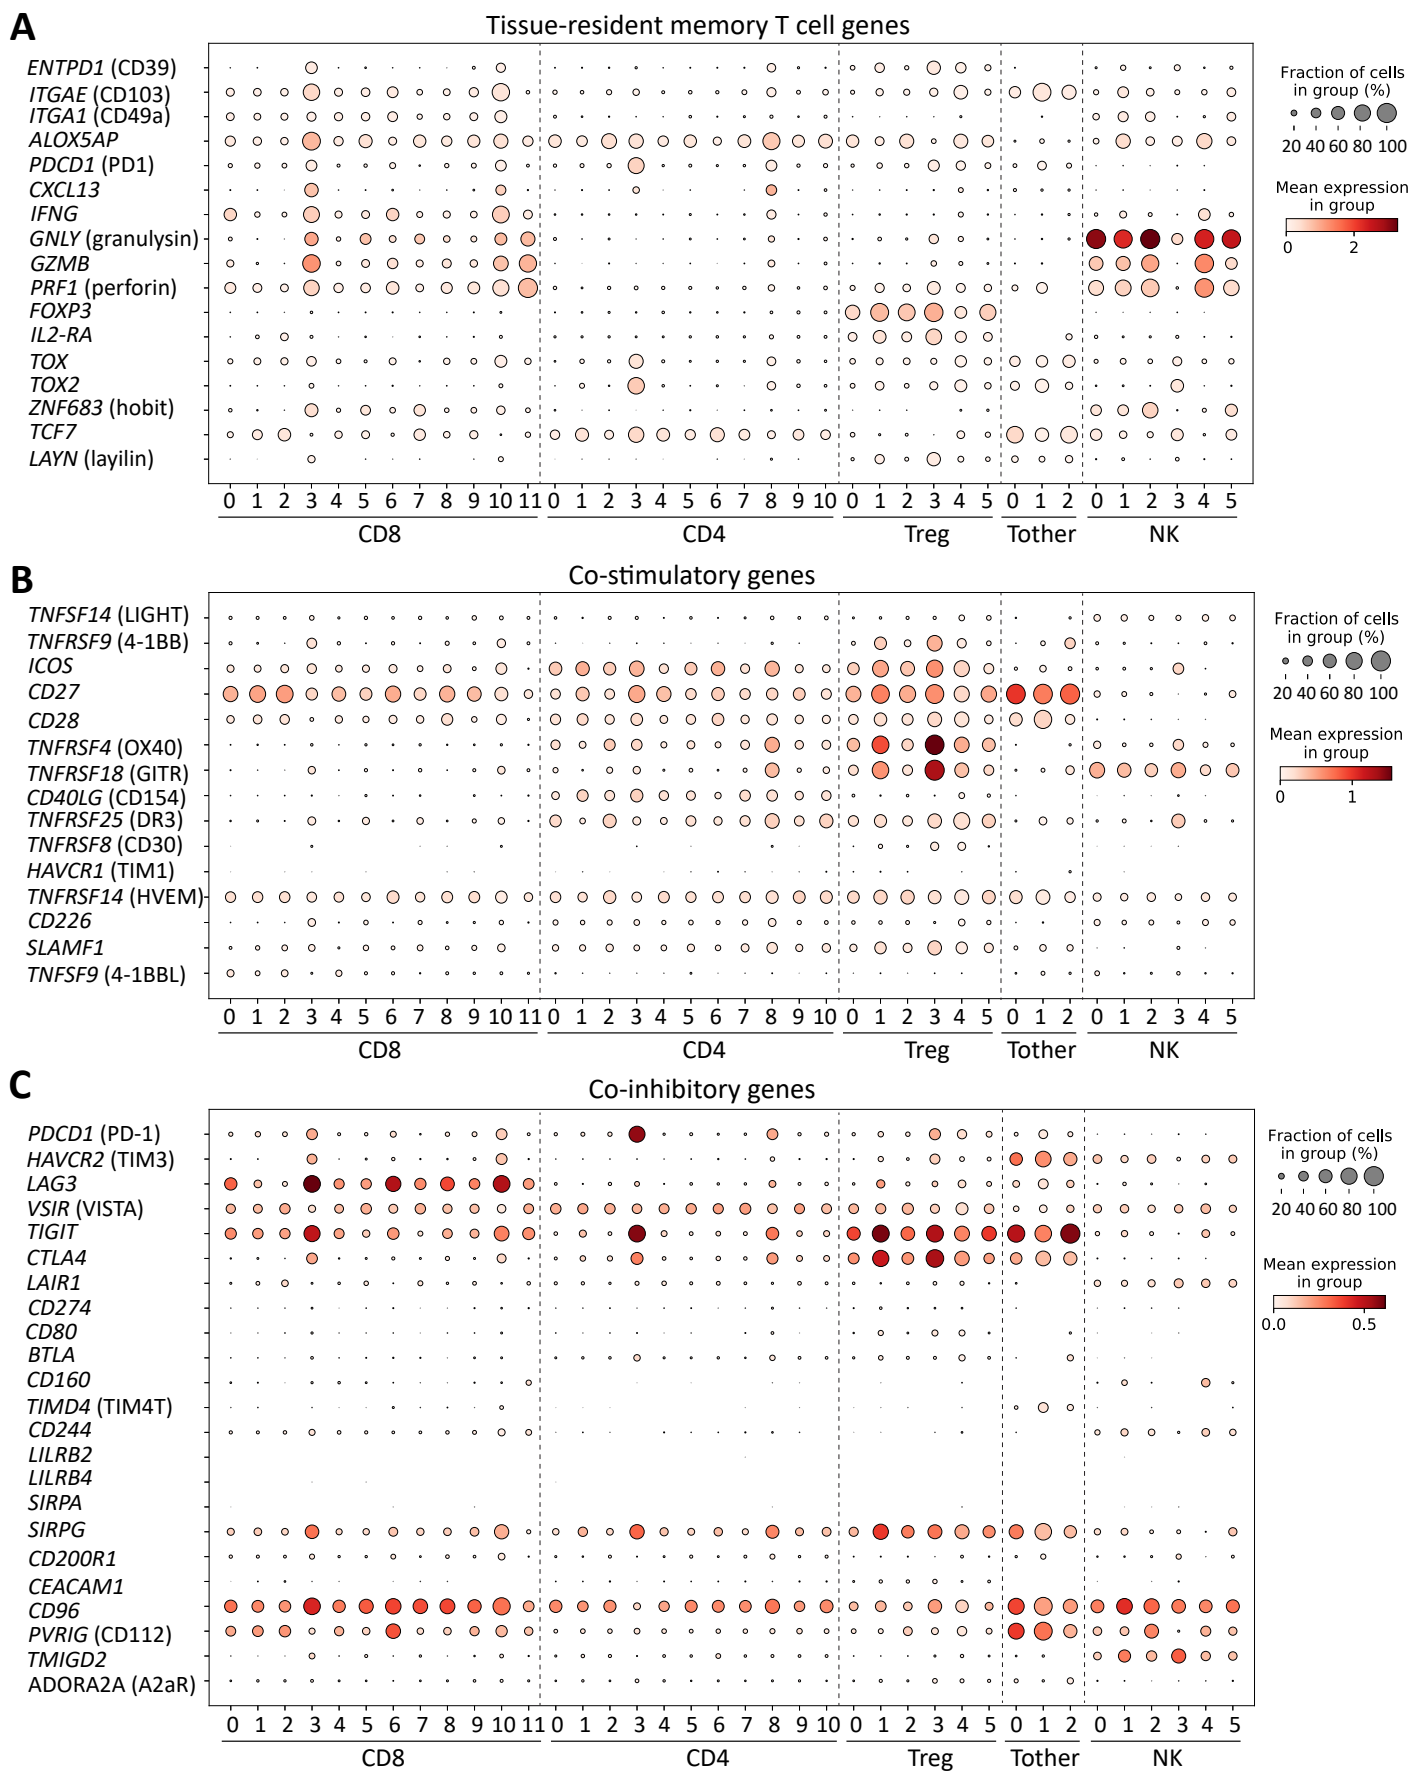 A
Tissue-resident memory T cell genes
ENTPD1 (CD39)
ITGAE (CD103)
ITGA1 (CD49a)
ALOX5AP
PDCD1 (PD1)
CXCL13
IFNG
GNLY (granulysin)
GZMB
PRF1 (perforin)
FOXP3
IL2-RA
TOX
TOX2
ZNF683 (hobit)
TCF7
LAYN (layilin)
0 1 2 3 4 5 6 7 8 9 10 11 0 1 2 3 4 5 6 7 8 9 10 0 1 2 3 4 5 0 1 2 0 1 2 3 4 5
CD8 CD4 Treg Tother NK
Fraction of cells
in group (%)
20 40 60 80 100
Mean expression
in group
0 2
B
Co-stimulatory genes
TNFSF14 (LIGHT)
TNFRSF9 (4-1BB)
ICOS
CD27
CD28
TNFRSF4 (OX40)
TNFRSF18 (GITR)
CD40LG (CD154)
TNFRSF25 (DR3)
TNFRSF8 (CD30)
HAVCR1 (TIM1)
TNFRSF14 (HVEM)
CD226
SLAMF1
TNFSF9 (4-1BBL)
0 1 2 3 4 5 6 7 8 9 10 11 0 1 2 3 4 5 6 7 8 9 10 0 1 2 3 4 5 0 1 2 0 1 2 3 4 5
CD8 CD4 Treg Tother NK
Fraction of cells
in group (%)
20 40 60 80 100
Mean expression
in group
0 1
C
Co-inhibitory genes
PDCD1 (PD-1)
HAVCR2 (TIM3)
LAG3
VSIR (VISTA)
TIGIT
CTLA4
LAIR1
CD274
CD80
BTLA
CD160
TIMD4 (TIM4T)
CD244
LILRB2
LILRB4
SIRPA
SIRPG
CD200R1
CEACAM1
CD96
PVRIG (CD112)
TMIGD2
ADORA2A (A2aR)
0 1 2 3 4 5 6 7 8 9 10 11 0 1 2 3 4 5 6 7 8 9 10 0 1 2 3 4 5 0 1 2 0 1 2 3 4 5
CD8 CD4 Treg Tother NK
Fraction of cells
in group (%)
20 40 60 80 100
Mean expression
in group
0.0 0.5